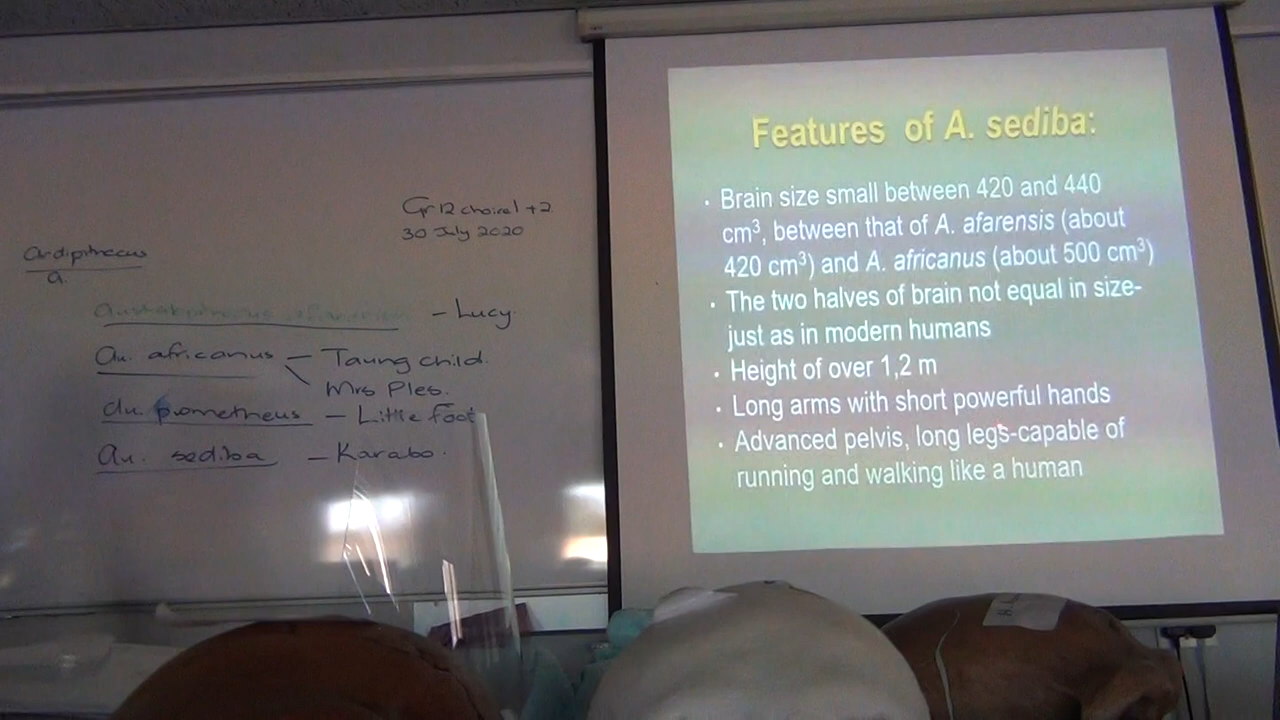 Gr 12 choirel +2
30 July 2020
Ardipithecus
a.
- Lucy
Au. africanus - Taung child.
Mrs Ples.
Au. prometheus - Little foot
Au. sediba - Karabo.
Features of A. sediba:
· Brain size small between 420 and 440
cm³, between that of A. afarensis (about
420 cm³) and A. africanus (about 500 cm³)
· The two halves of brain not equal in size-
just as in modern humans
· Height of over 1,2 m
· Long arms with short powerful hands
· Advanced pelvis, long legs-capable of
running and walking like a human